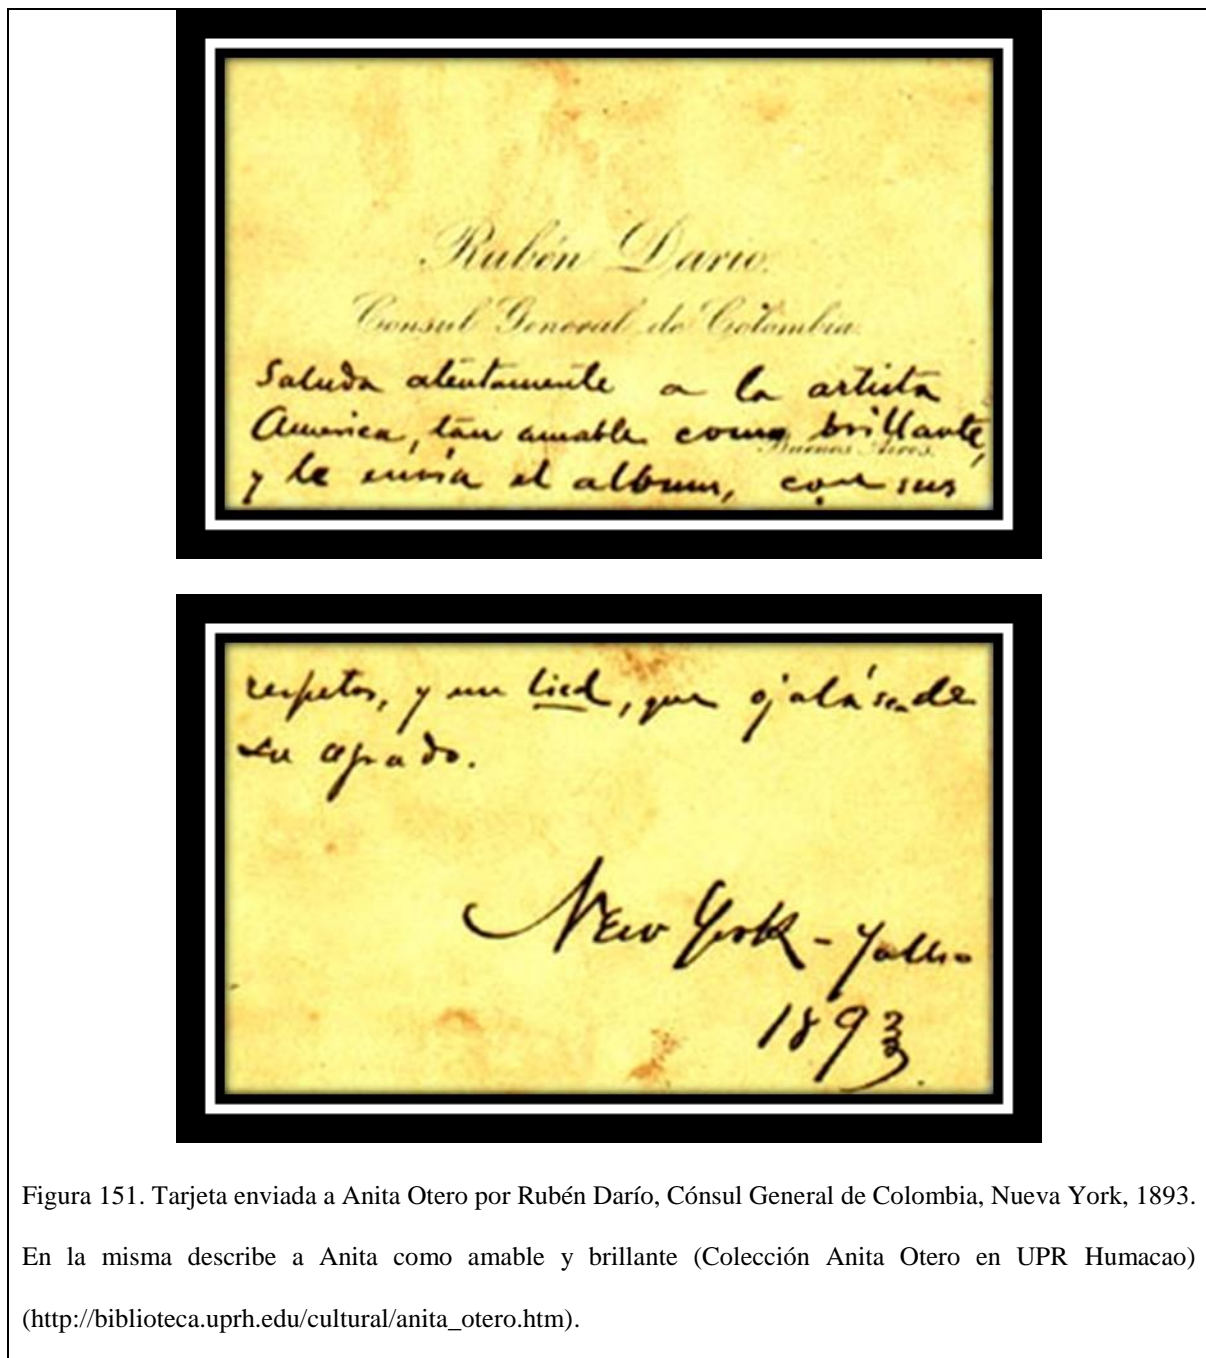 Rubén Dario.
Consul General de Colombia.
Saluda atentamente a la artista
America, tan amable como brillante,
Buenos Aires.
y le envia el album, con sus
respetos, y un lied, que ojalá sea de
su agrado.
New York - Julio
1893.
Figura 151. Tarjeta enviada a Anita Otero por Rubén Darío, Cónsul General de Colombia, Nueva York, 1893.
En la misma describe a Anita como amable y brillante (Colección Anita Otero en UPR Humacao)
(http://biblioteca.uprh.edu/cultural/anita_otero.htm).